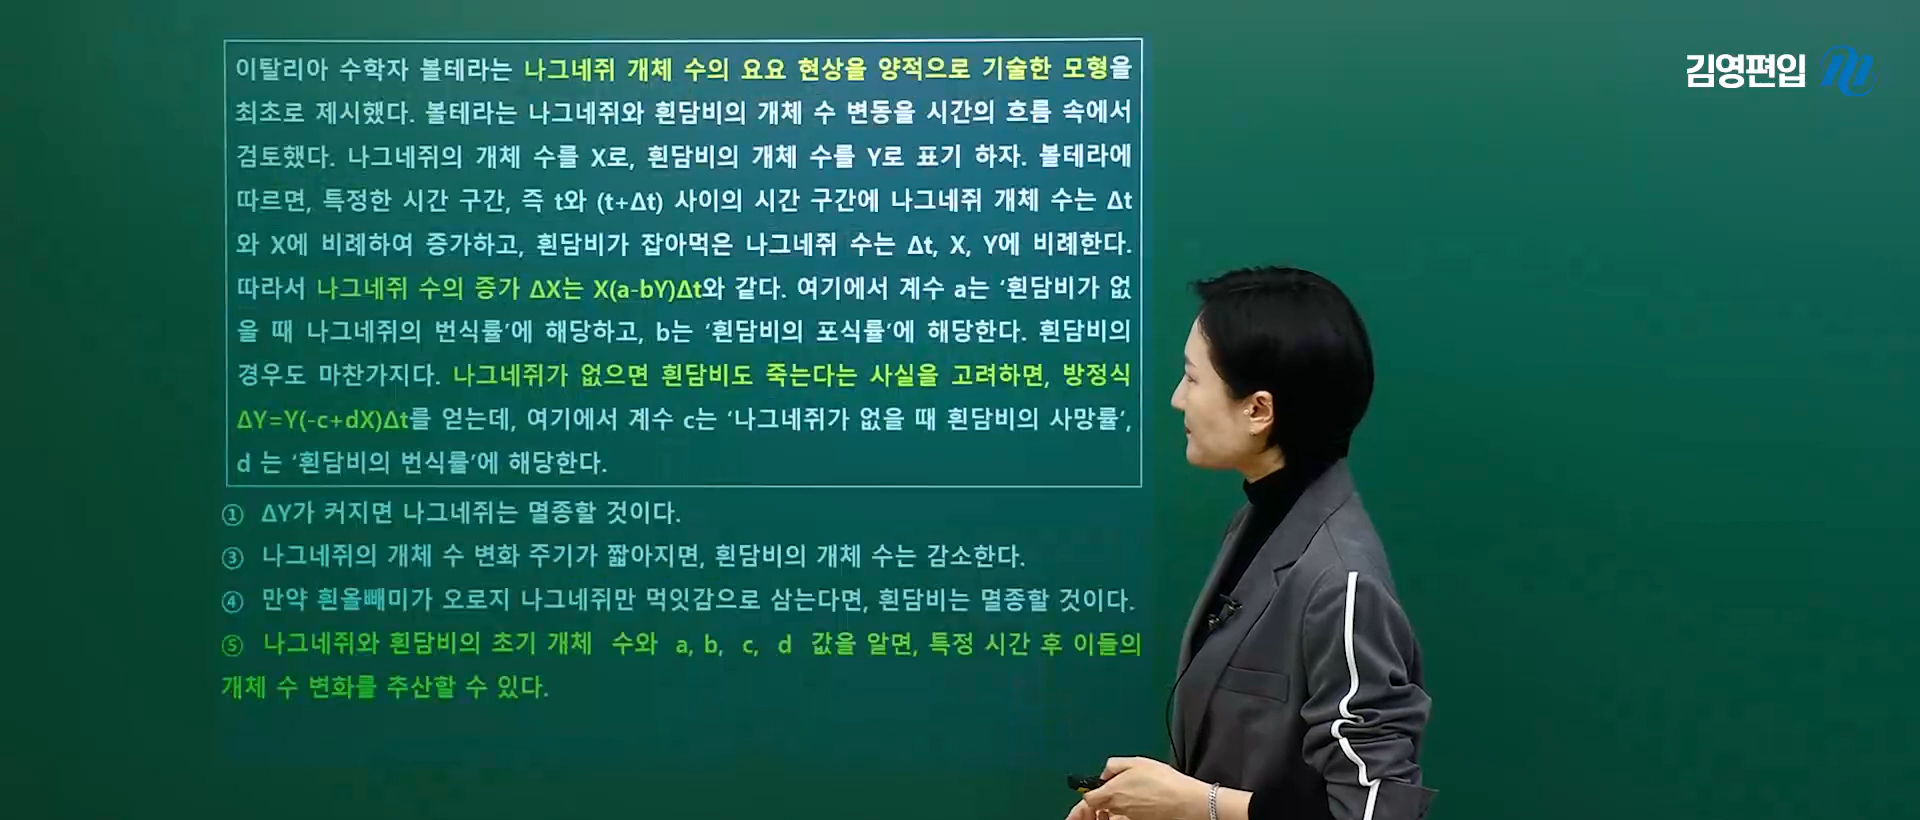 김영편입
이탈리아 수학자 볼테라는 나그네쥐 개체 수의 요요 현상을 양적으로 기술한 모형을
최초로 제시했다. 볼테라는 나그네쥐와 흰담비의 개체 수 변동을 시간의 흐름 속에서
검토했다. 나그네쥐의 개체 수를 X로, 흰담비의 개체 수를 Y로 표기 하자. 볼테라에
따르면, 특정한 시간 구간, 즉 t와 (t+Δt) 사이의 시간 구간에 나그네쥐 개체 수는 Δt
와 X에 비례하여 증가하고, 흰담비가 잡아먹은 나그네쥐 수는 Δt, X, Y에 비례한다.
따라서 나그네쥐 수의 증가 ΔX는 X(a-bY)Δt와 같다. 여기에서 계수 a는 ‘흰담비가 없
을 때 나그네쥐의 번식률’에 해당하고, b는 ‘흰담비의 포식률’에 해당한다. 흰담비의
경우도 마찬가지다. 나그네쥐가 없으면 흰담비도 죽는다는 사실을 고려하면, 방정식
ΔY=Y(-c+dX)Δt를 얻는데, 여기에서 계수 c는 ‘나그네쥐가 없을 때 흰담비의 사망률’,
d 는 ‘흰담비의 번식률’에 해당한다.
① ΔY가 커지면 나그네쥐는 멸종할 것이다.
③ 나그네쥐의 개체 수 변화 주기가 짧아지면, 흰담비의 개체 수는 감소한다.
④ 만약 흰올빼미가 오로지 나그네쥐만 먹잇감으로 삼는다면, 흰담비는 멸종할 것이다.
⑤ 나그네쥐와 흰담비의 초기 개체 수와 a, b, c, d 값을 알면, 특정 시간 후 이들의
개체 수 변화를 추산할 수 있다.